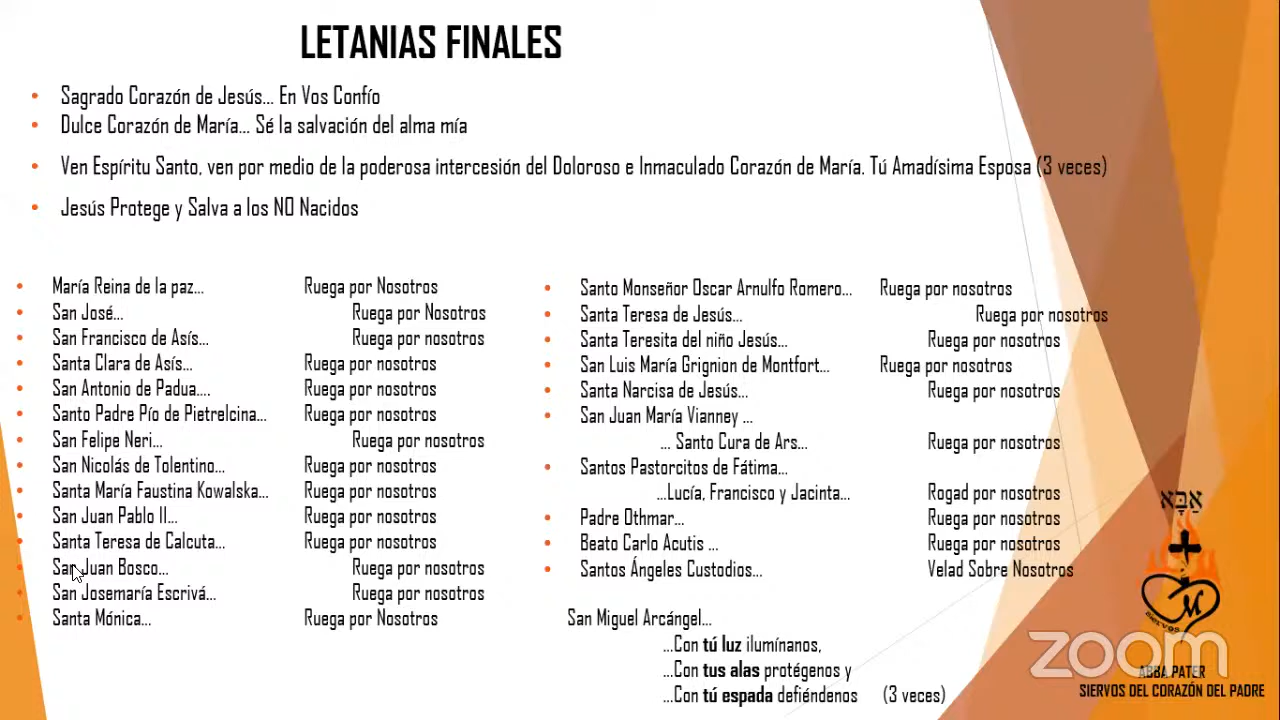 LETANIAS FINALES
• Sagrado Corazón de Jesús... En Vos Confío
• Dulce Corazón de María... Sé la salvación del alma mía
• Ven Espíritu Santo, ven por medio de la poderosa intercesión del Doloroso e Inmaculado Corazón de María. Tú Amadísima Esposa (3 veces)
• Jesús Protege y Salva a los NO Nacidos
• María Reina de la paz... Ruega por Nosotros
• San José... Ruega por Nosotros
• San Francisco de Asís... Ruega por nosotros
• Santa Clara de Asís... Ruega por nosotros
• San Antonio de Padua.... Ruega por nosotros
• Santo Padre Pío de Pietrelcina... Ruega por nosotros
• San Felipe Neri... Ruega por nosotros
• San Nicolás de Tolentino... Ruega por nosotros
• Santa María Faustina Kowalska... Ruega por nosotros
• San Juan Pablo II... Ruega por nosotros
• Santa Teresa de Calcuta... Ruega por nosotros
• San Juan Bosco... Ruega por nosotros
• San Josemaría Escrivá... Ruega por nosotros
• Santa Mónica... Ruega por Nosotros
• Santo Monseñor Oscar Arnulfo Romero... Ruega por nosotros
• Santa Teresa de Jesús... Ruega por nosotros
• Santa Teresita del niño Jesús... Ruega por nosotros
• San Luis María Grignion de Montfort... Ruega por nosotros
• Santa Narcisa de Jesús... Ruega por nosotros
• San Juan María Vianney ...
... Santo Cura de Ars... Ruega por nosotros
• Santos Pastorcitos de Fátima...
...Lucía, Francisco y Jacinta... Rogad por nosotros
• Padre Othmar... Ruega por nosotros
• Beato Carlo Acutis ... Ruega por nosotros
• Santos Ángeles Custodios... Velad Sobre Nosotros
San Miguel Arcángel...
...Con tú luz ilumínanos,
...Con tus alas protégenos y
...Con tú espada defiéndenos (3 veces)
אַבָּא
M
siervos
zoom
ABBA PATER
SIERVOS DEL CORAZÓN DEL PADRE